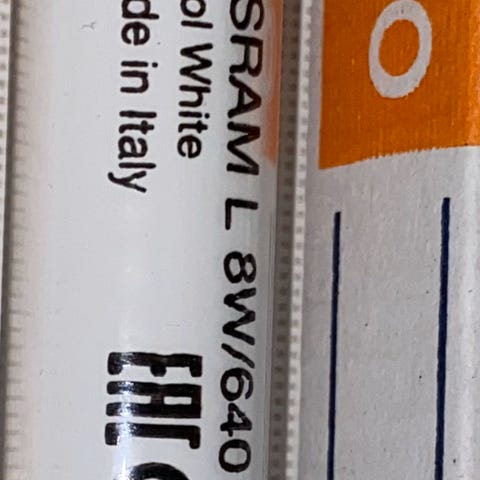 SRAM L 8W/640
ol White
de in Italy
EAC
O